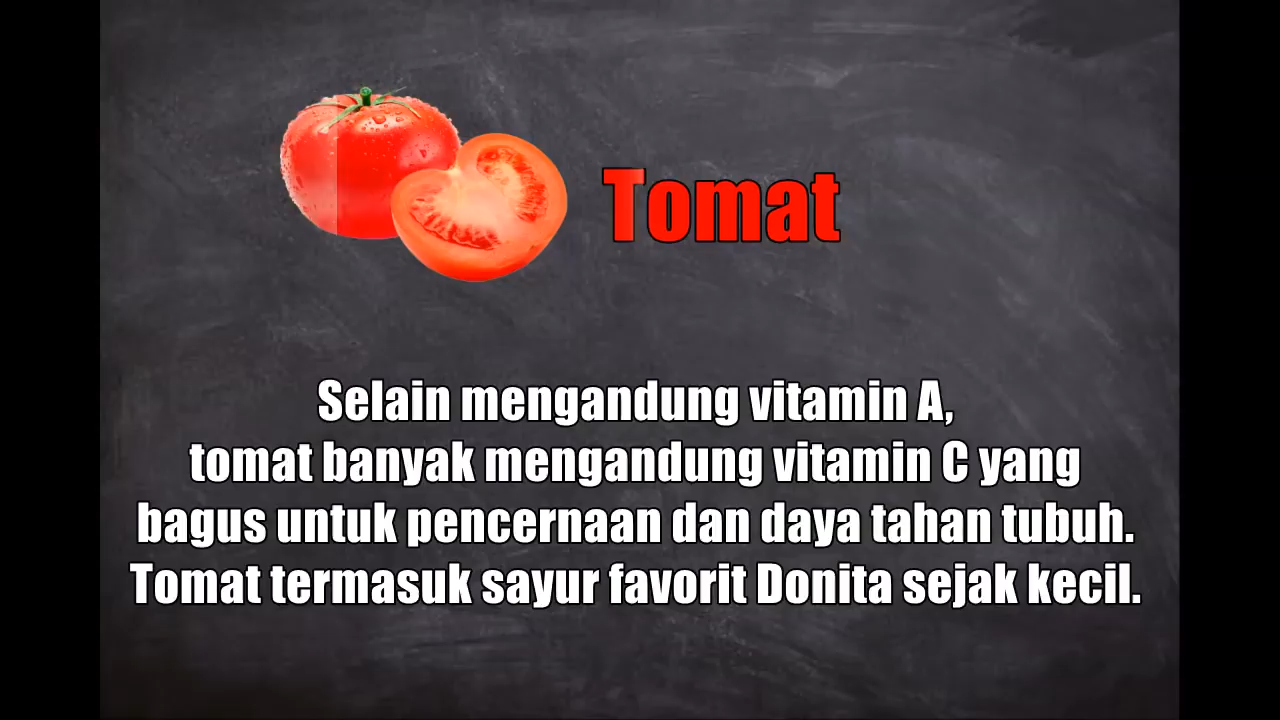 Tomat
Selain mengandung vitamin A,
tomat banyak mengandung vitamin C yang
bagus untuk pencernaan dan daya tahan tubuh.
Tomat termasuk sayur favorit Donita sejak kecil.